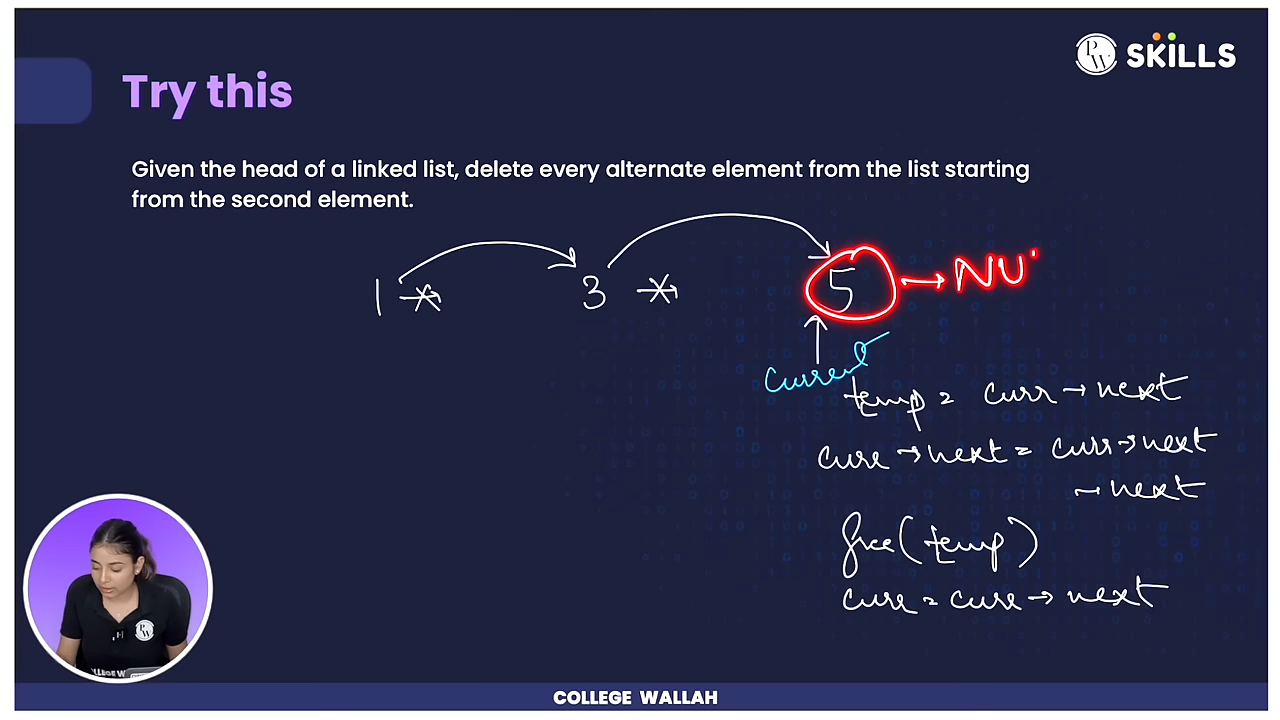 PW SKILLS
Try this
Given the head of a linked list, delete every alternate element from the list starting
from the second element.
1 3 5 → NU
Current
temp = curr → next
curr → next = curr → next
→ next
free(temp)
curr = curr → next
PW
COLLEGE WALLAH